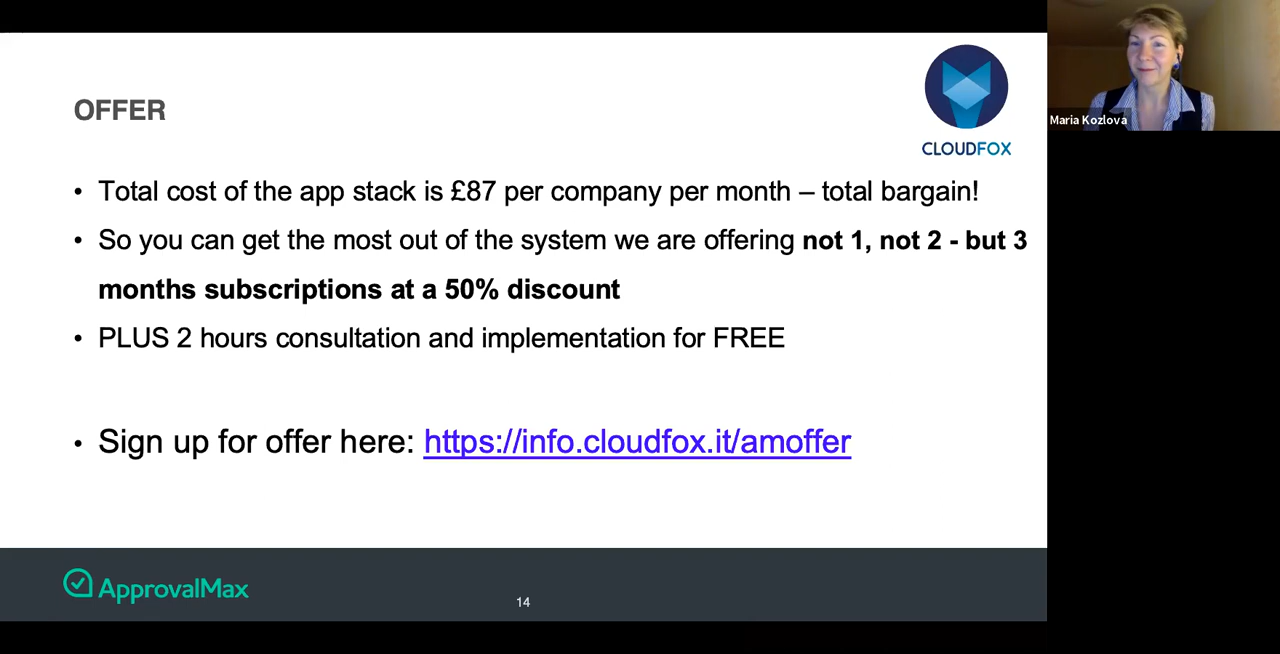 OFFER
CLOUDFOX
Maria Kozlova
• Total cost of the app stack is £87 per company per month – total bargain!
• So you can get the most out of the system we are offering not 1, not 2 - but 3
months subscriptions at a 50% discount
• PLUS 2 hours consultation and implementation for FREE
• Sign up for offer here: https://info.cloudfox.it/amoffer
ApprovalMax
14